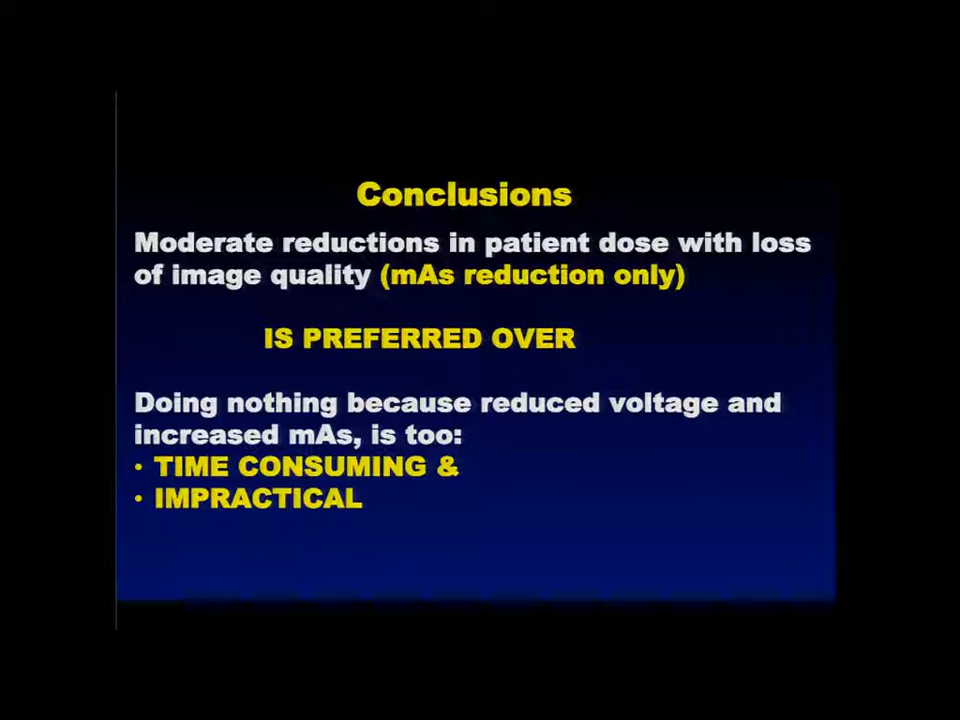 Conclusions
Moderate reductions in patient dose with loss
of image quality (mAs reduction only)
IS PREFERRED OVER
Doing nothing because reduced voltage and
increased mAs, is too:
• TIME CONSUMING &
• IMPRACTICAL